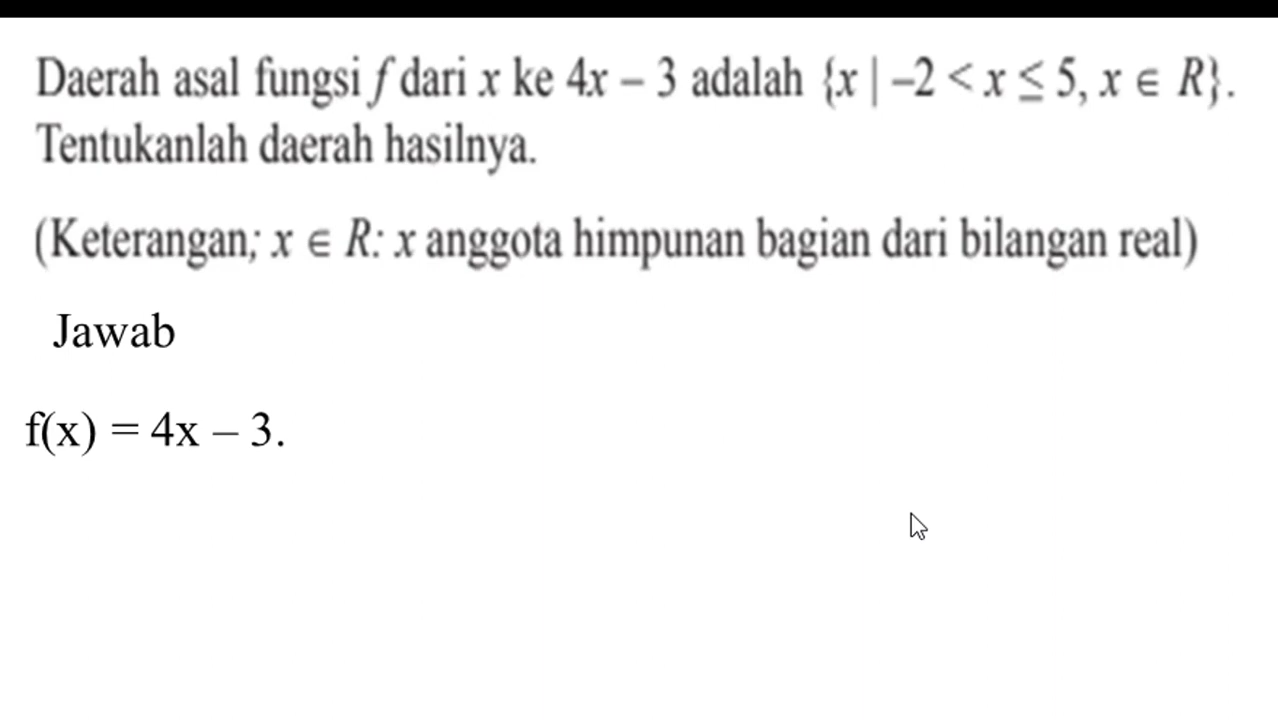 Daerah asal fungsi f dari x ke 4x – 3 adalah {x | –2 < x ≤ 5, x ∈ R}.
Tentukanlah daerah hasilnya.
(Keterangan; x ∈ R: x anggota himpunan bagian dari bilangan real)
Jawab
f(x) = 4x – 3.